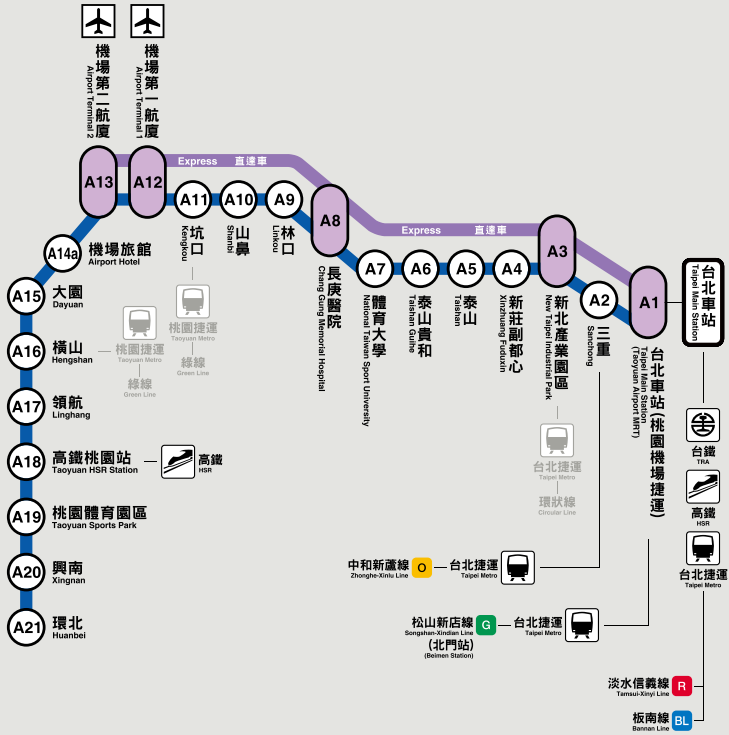 機場第二航廈
Airport Terminal 2
機場第一航廈
Airport Terminal 1
Express 直達車
A13
A12
A11
A10
A9
A8
坑口
Kengkou
山鼻
Shanbi
林口
Linkou
長庚醫院
Chang Gung Memorial Hospital
Express 直達車
A7
A6
A5
A4
A3
A2
A1
體育大學
National Taiwan Sport University
泰山貴和
Taishan Guihe
泰山
Taishan
新莊副都心
Xinzhuang Fuduxin
新北產業園區
New Taipei Industrial Park
三重
Sanchong
台北車站(桃園機場捷運)
Taipei Main Station
(Taoyuan Airport MRT)
台北車站
Taipei Main Station
A14a
機場旅館
Airport Hotel
A15
大園
Dayuan
A16
橫山
Hengshan
桃園捷運
Taoyuan Metro
綠線
Green Line
桃園捷運
Taoyuan Metro
綠線
Green Line
A17
領航
Linghang
A18
高鐵桃園站
Taoyuan HSR Station
高鐵
HSR
A19
桃園體育園區
Taoyuan Sports Park
A20
興南
Xingnan
A21
環北
Huanbei
台北捷運
Taipei Metro
環狀線
Circular Line
台鐵
TRA
高鐵
HSR
台北捷運
Taipei Metro
中和新蘆線
Zhonghe-Xinlu Line
O
台北捷運
Taipei Metro
松山新店線
Songshan-Xindian Line
(北門站)
(Beimen Station)
G
台北捷運
Taipei Metro
淡水信義線
Tamsui-Xinyi Line
R
板南線
Bannan Line
BL